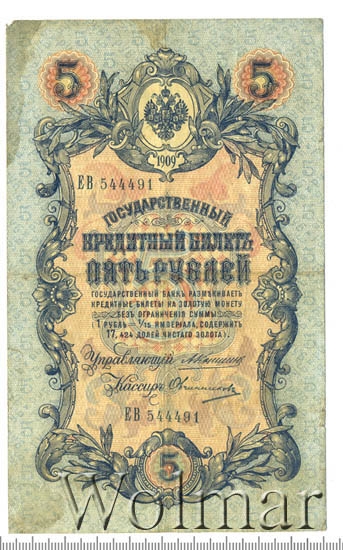 5 5
1909
ЕВ 544491
ГОСУДАРСТВЕННЫЙ
КРЕДИТНЫЙ БИЛЕТЪ
ПЯТЬ РУБЛЕЙ
ГОСУДАРСТВЕННЫЙ БАНКЪ РАЗМѢНИВАЕТЪ
КРЕДИТНЫЕ БИЛЕТЫ НА ЗОЛОТУЮ МОНЕТУ
БЕЗЪ ОГРАНИЧЕНІЯ СУММЫ
(1 РУБЛЬ = 1/15 ИМПЕРІАЛА, СОДЕРЖИТЪ
17,424 ДОЛЕЙ ЧИСТАГО ЗОЛОТА).
Управляющій
Кассиръ Овчинниковъ
ЕВ 544491
5
Wolmar